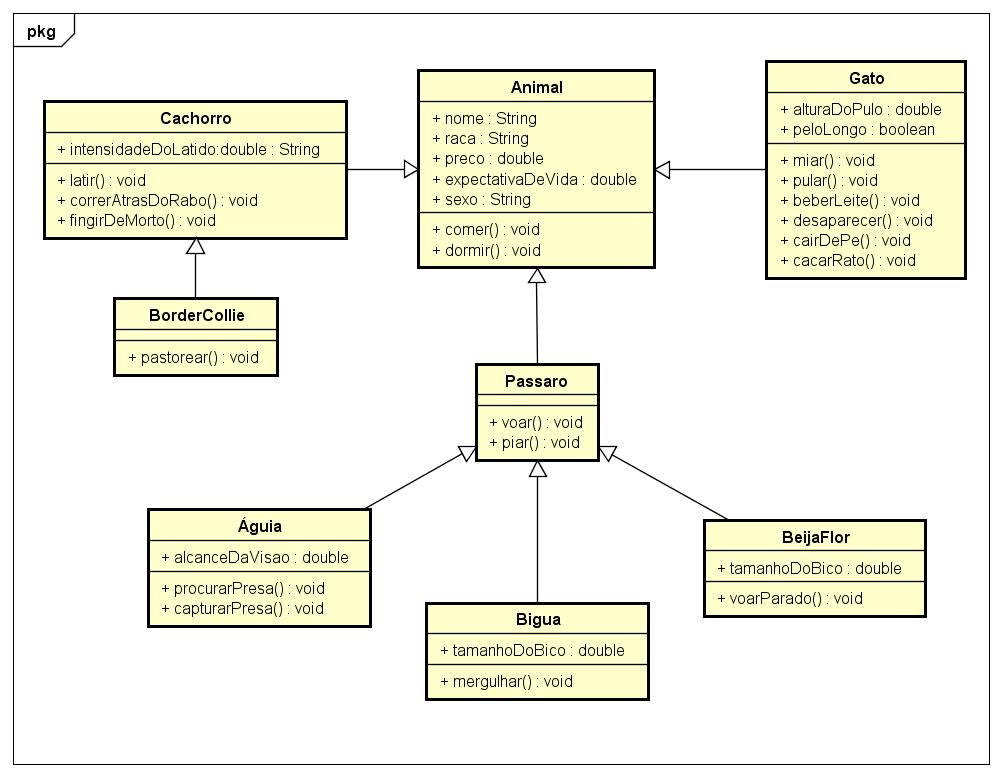 pkg
Cachorro
+ intensidadeDoLatido:double : String
+ latir() : void
+ correrAtrasDoRabo() : void
+ fingirDeMorto() : void
Animal
+ nome : String
+ raca : String
+ preco : double
+ expectativaDeVida : double
+ sexo : String
+ comer() : void
+ dormir() : void
Gato
+ alturaDoPulo : double
+ peloLongo : boolean
+ miar() : void
+ pular() : void
+ beberLeite() : void
+ desaparecer() : void
+ cairDePe() : void
+ cacarRato() : void
BorderCollie
+ pastorear() : void
Passaro
+ voar() : void
+ piar() : void
Águia
+ alcanceDaVisao : double
+ procurarPresa() : void
+ capturarPresa() : void
Bigua
+ tamanhoDoBico : double
+ mergulhar() : void
BeijaFlor
+ tamanhoDoBico : double
+ voarParado() : void